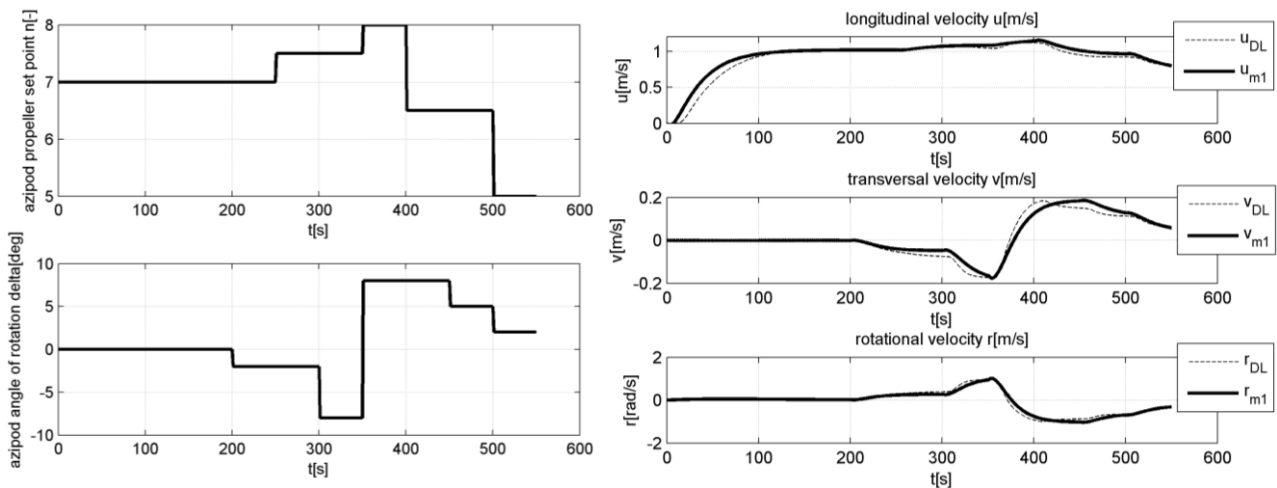 azipod propeller set point n[-]
8
7
6
5
0 100 200 300 400 500 600
t[s]
azipod angle of rotation delta[deg]
10
5
0
-5
-10
0 100 200 300 400 500 600
t[s]
longitudinal velocity u[m/s]
u[m/s]
1
0.5
0
0 100 200 300 400 500 600
t[s]
u_DL
u_m1
transversal velocity v[m/s]
v[m/s]
0.2
0
-0.2
0 100 200 300 400 500 600
t[s]
v_DL
v_m1
rotational velocity r[m/s]
r[rad/s]
2
0
-2
0 100 200 300 400 500 600
t[s]
r_DL
r_m1